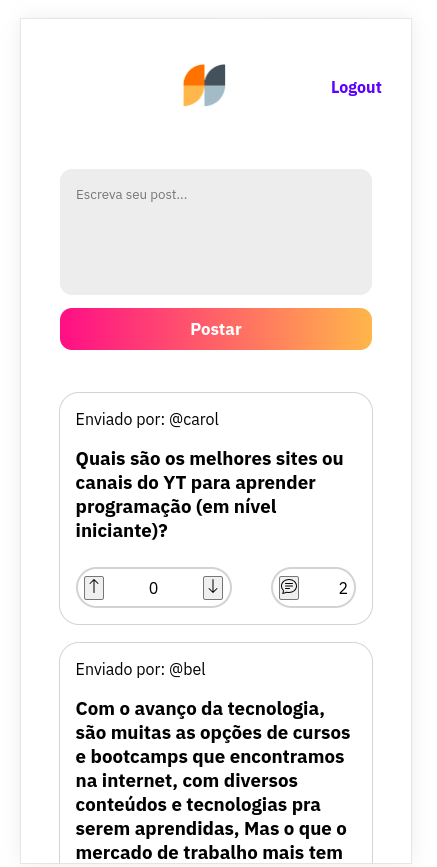 Logout
Escreva seu post...
Postar
Enviado por: @carol
Quais são os melhores sites ou
canais do YT para aprender
programação (em nível
iniciante)?
0
2
Enviado por: @bel
Com o avanço da tecnologia,
são muitas as opções de cursos
e bootcamps que encontramos
na internet, com diversos
conteúdos e tecnologias pra
serem aprendidas, Mas o que o
mercado de trabalho mais tem